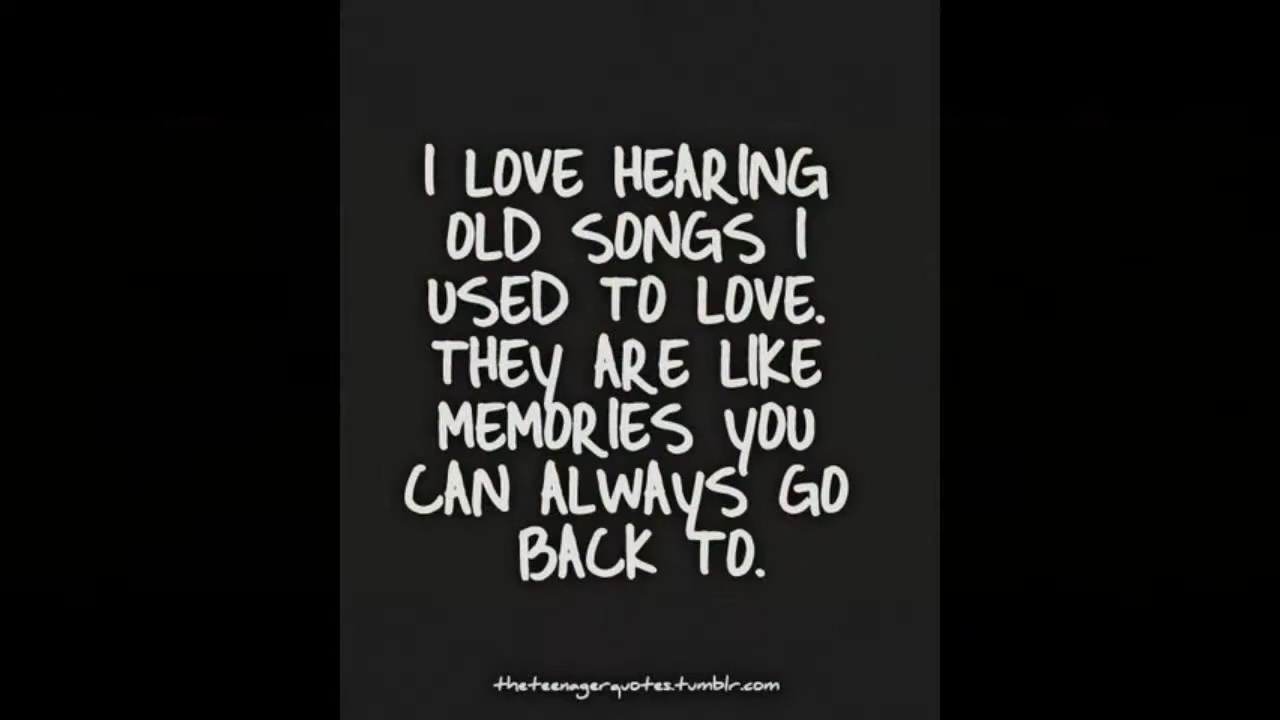 I LOVE HEARING
OLD SONGS I
USED TO LOVE.
THEY ARE LIKE
MEMORIES YOU
CAN ALWAYS GO
BACK TO.
theteenagerquotes.tumblr.com